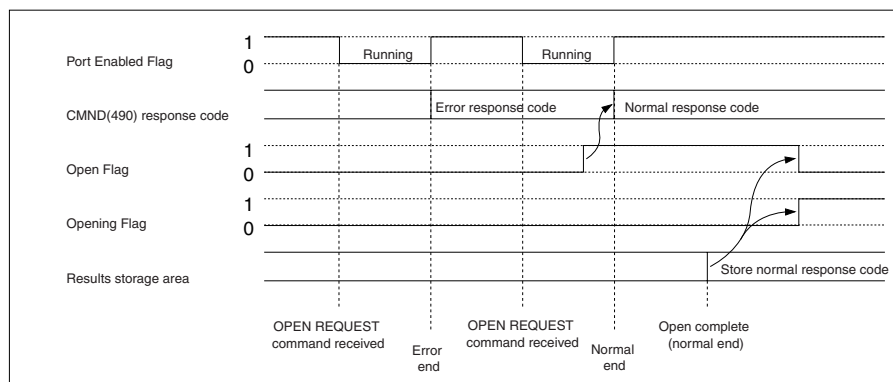 1
Port Enabled Flag
0
Running
Running
CMND(490) response code
Error response code
Normal response code
1
Open Flag
0
1
Opening Flag
0
Results storage area
Store normal response code
OPEN REQUEST
command received
Error
end
OPEN REQUEST
command received
Normal
end
Open complete
(normal end)